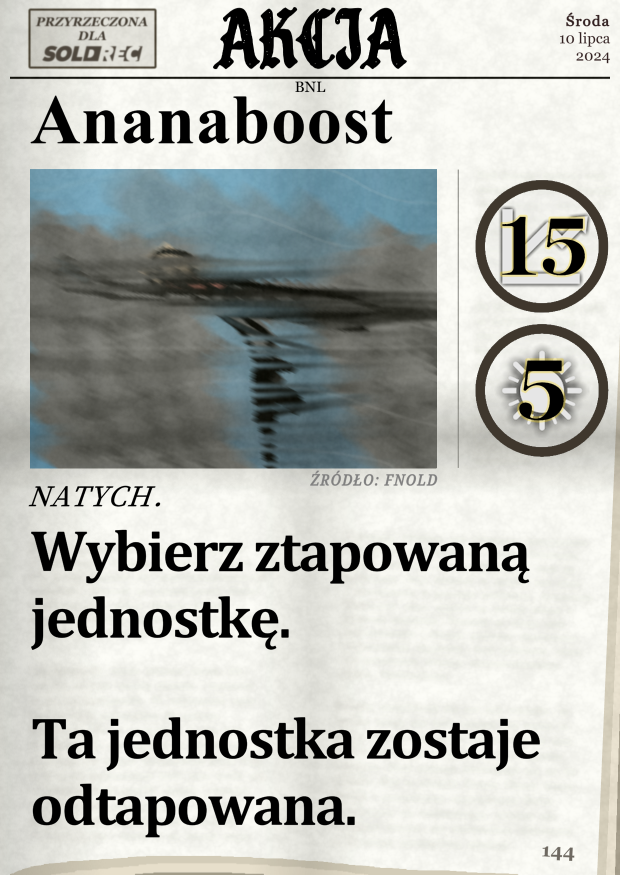 PRZYRZECZONA
DLA
SOLDREC
AKCJA
Środa
10 lipca
2024
BNL
Ananaboost
15
5
ŹRÓDŁO: FNOLD
NATYCH.
Wybierz ztapowaną
jednostkę.
Ta jednostka zostaje
odtapowana.
144